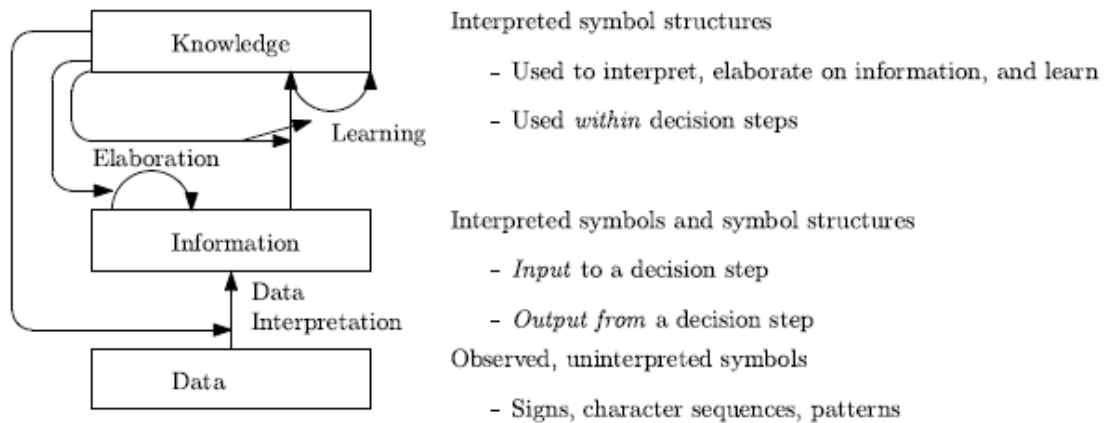 Knowledge
Learning
Elaboration
Information
Data
Interpretation
Data
Interpreted symbol structures
– Used to interpret, elaborate on information, and learn
– Used within decision steps
Interpreted symbols and symbol structures
– Input to a decision step
– Output from a decision step
Observed, uninterpreted symbols
– Signs, character sequences, patterns